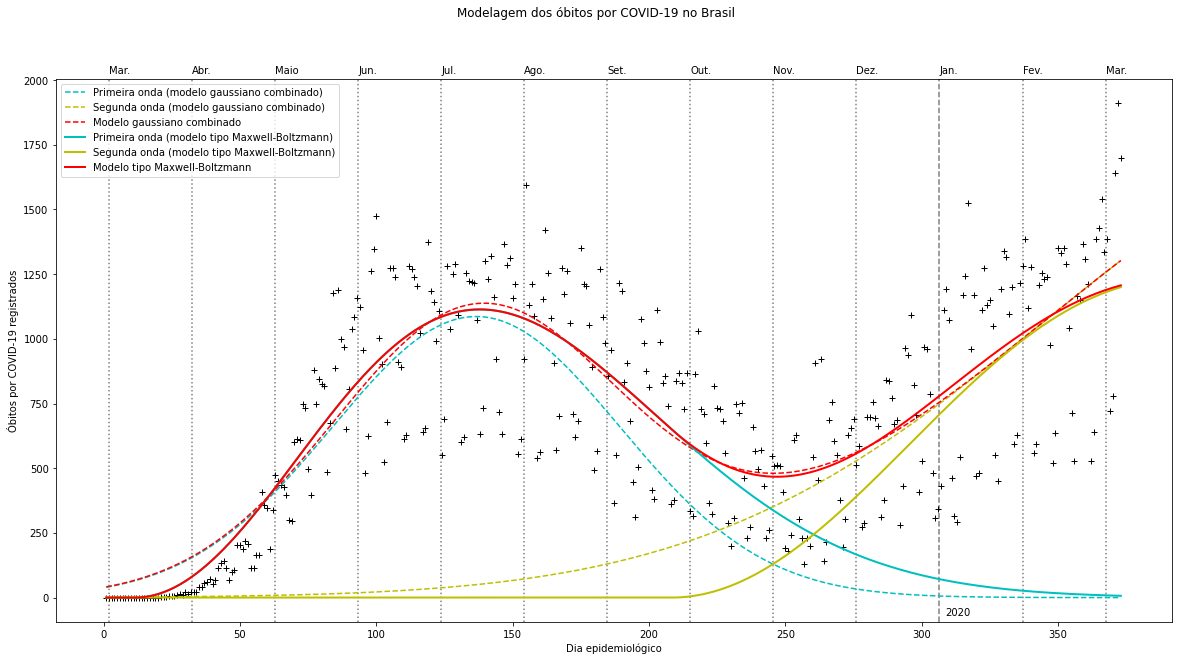 Modelagem dos óbitos por COVID-19 no Brasil
Mar. Abr. Maio Jun. Jul. Ago. Set. Out. Nov. Dez. Jan. Fev. Mar.
2000
1750
1500
1250
1000
750
500
250
0
Óbitos por COVID-19 registrados
Primeira onda (modelo gaussiano combinado)
Segunda onda (modelo gaussiano combinado)
Modelo gaussiano combinado
Primeira onda (modelo tipo Maxwell-Boltzmann)
Segunda onda (modelo tipo Maxwell-Boltzmann)
Modelo tipo Maxwell-Boltzmann
2020
0 50 100 150 200 250 300 350
Dia epidemiológico